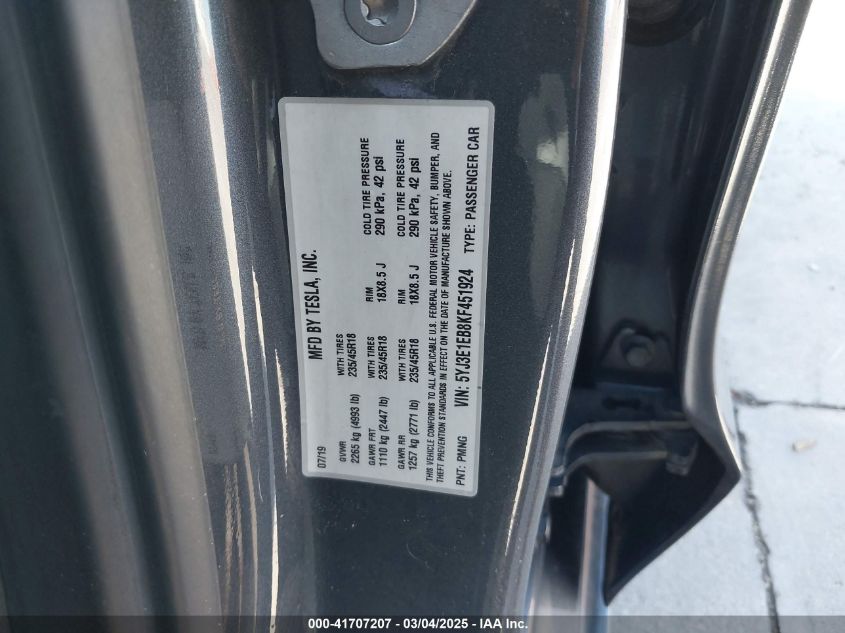 07/19 MFD BY TESLA, INC.
GVWR WITH TIRES
2265 kg (4993 lb) 235/45R18
GAWR FRT WITH TIRES RIM COLD TIRE PRESSURE
1110 kg (2447 lb) 235/45R18 18X8.5 J 290 kPa, 42 psi
GAWR RR WITH TIRES RIM COLD TIRE PRESSURE
1257 kg (2771 lb) 235/45R18 18X8.5 J 290 kPa, 42 psi
THIS VEHICLE CONFORMS TO ALL APPLICABLE U.S. FEDERAL MOTOR VEHICLE SAFETY, BUMPER, AND
THEFT PREVENTION STANDARDS IN EFFECT ON THE DATE OF MANUFACTURE SHOWN ABOVE.
PNT: PMNG VIN: 5YJ3E1EB8KF451924 TYPE: PASSENGER CAR
000-41707207 - 03/04/2025 - IAA Inc.